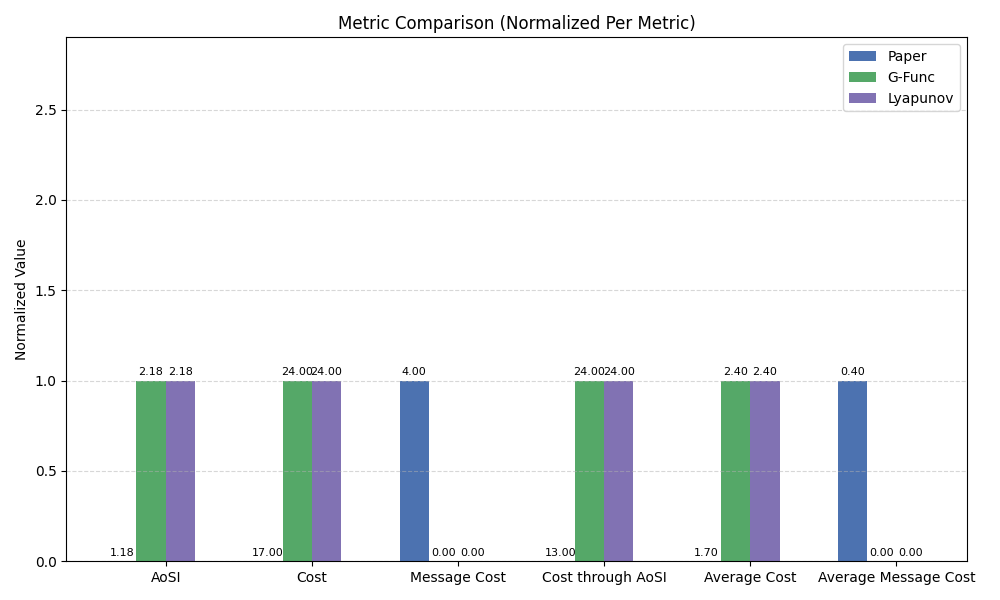 Metric Comparison (Normalized Per Metric)
Paper
G-Func
Lyapunov
Normalized Value
2.5
2.0
1.5
1.0
0.5
0.0
1.18 2.18 2.18
17.00 24.00 24.00
4.00 0.00 0.00
13.00 24.00 24.00
1.70 2.40 2.40
0.40 0.00 0.00
AoSI Cost Message Cost Cost through AoSI Average Cost Average Message Cost